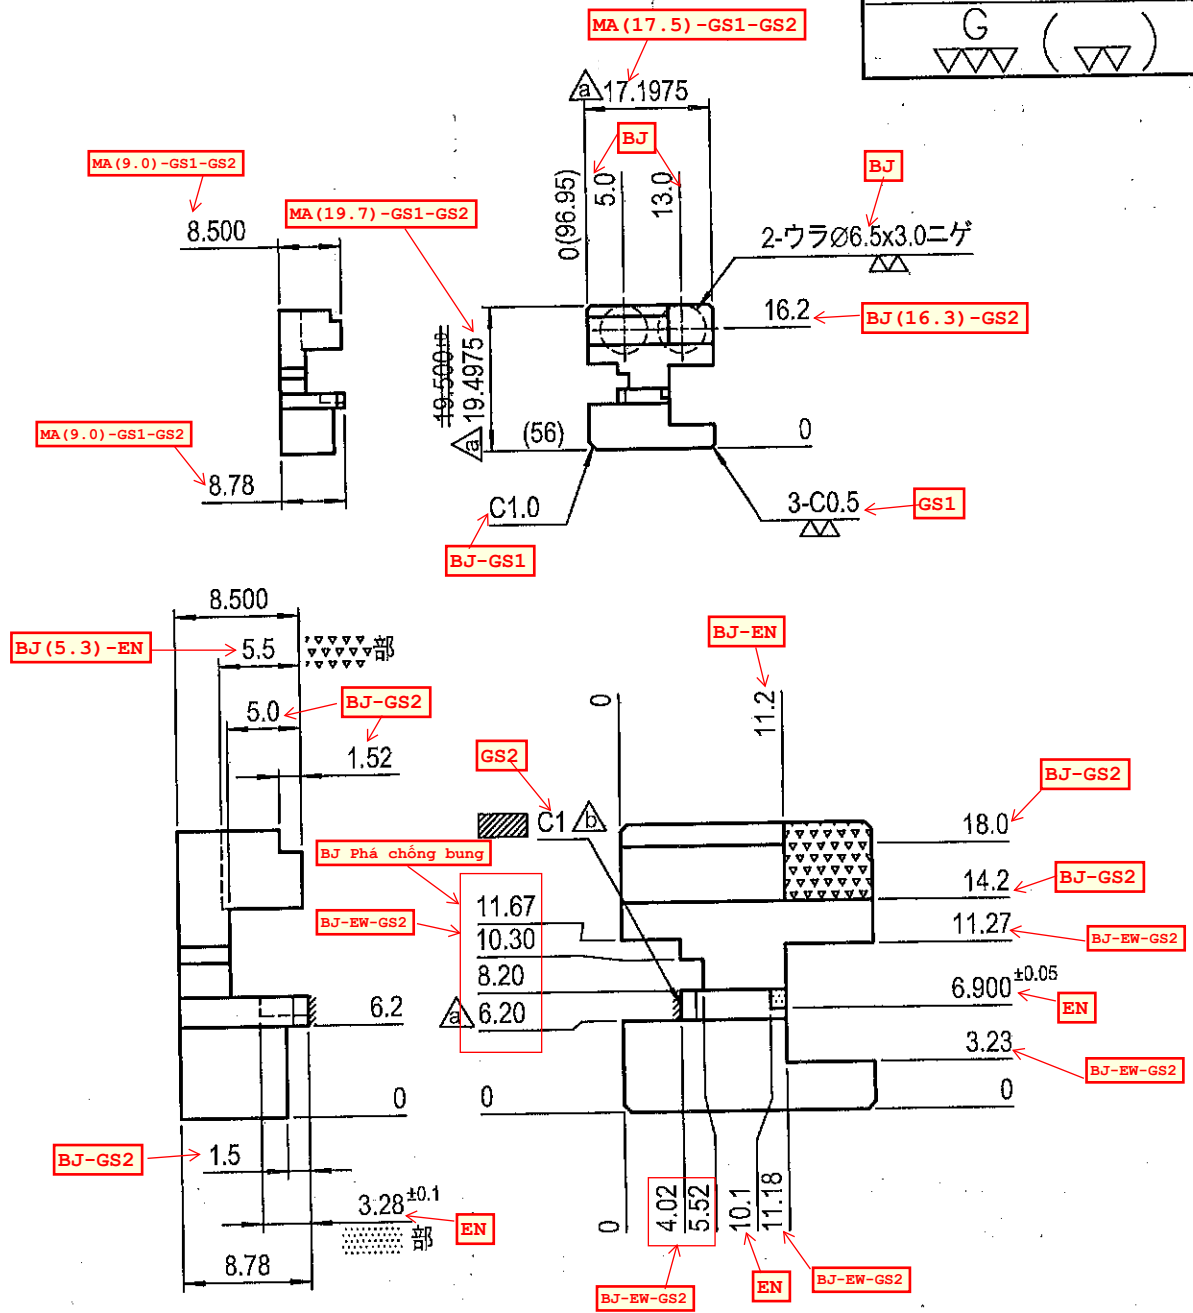 MA(17.5)-GS1-GS2
G ( )
a 17.1975
BJ
MA(9.0)-GS1-GS2
BJ
0(96.95)
5.0
13.0
MA(19.7)-GS1-GS2
8.500
2-ウラØ6.5x3.0ニゲ
16.2
BJ(16.3)-GS2
19.500±0
19.4975
a
(56)
0
MA(9.0)-GS1-GS2
8.78
C1.0
3-C0.5
GS1
BJ-GS1
8.500
BJ(5.3)-EN
5.5
部
BJ-EN
5.0
BJ-GS2
0
11.2
1.52
GS2
BJ-GS2
C1 b
18.0
BJ Phá chống bung
14.2
BJ-GS2
11.67
BJ-EW-GS2
10.30
11.27
BJ-EW-GS2
8.20
6.900±0.05
a 6.20
6.2
EN
3.23
BJ-EW-GS2
0
0
0
BJ-GS2
1.5
3.28±0.1
EN
部
8.78
0
4.02
5.52
10.1
11.18
BJ-EW-GS2
EN
BJ-EW-GS2